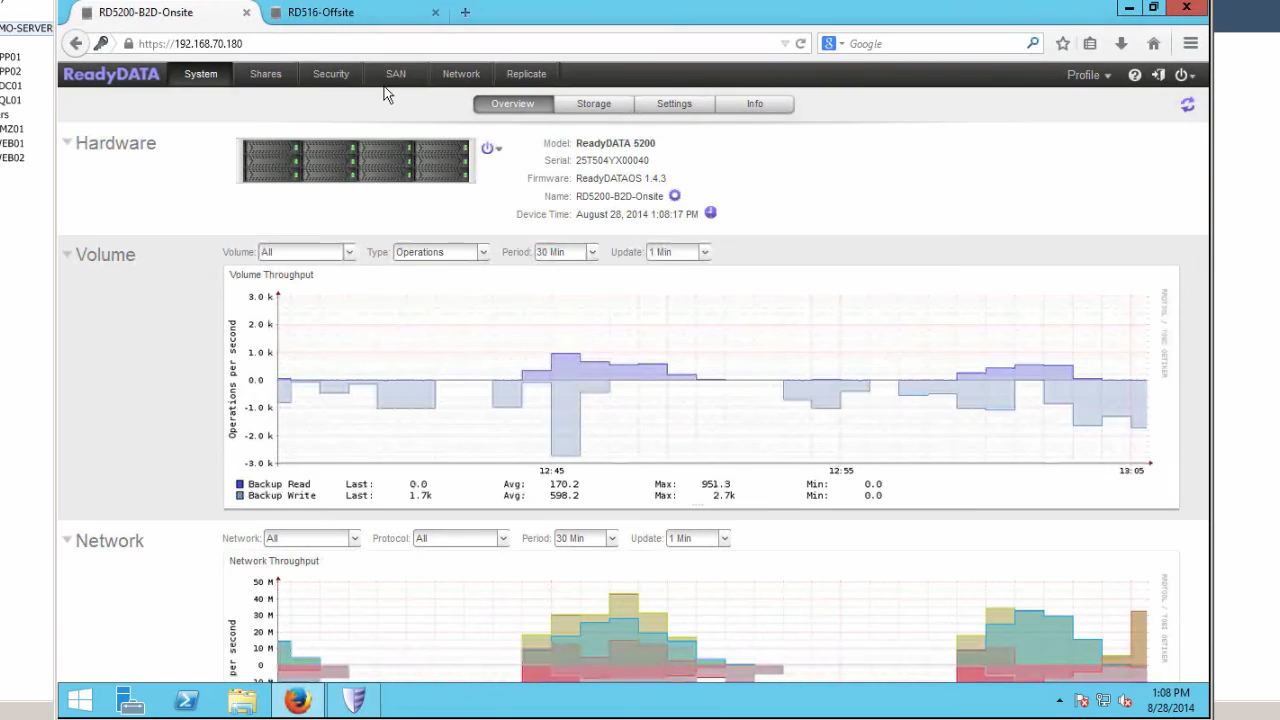 RD5200-B2D-Onsite × RD516-Offsite × +
MO-SERVER
https://192.168.70.180 Google
PP01
PP02
DC01
QL01
rs
MZ01
VEB01
VEB02
ReadyDATA System Shares Security SAN Network Replicate Profile
Overview Storage Settings Info
Hardware
Model: ReadyDATA 5200
Serial: 25T504YX00040
Firmware: ReadyDATAOS 1.4.3
Name: RD5200-B2D-Onsite
Device Time: August 28, 2014 1:08:17 PM
Volume
Volume: All Type: Operations Period: 30 Min Update: 1 Min
Volume Throughput
3.0 k
2.0 k
1.0 k
0.0
-1.0 k
-2.0 k
-3.0 k
Operations per second
RRDTOOL / TOBI OETIKER
12:45 12:55 13:05
Backup Read Last: 0.0 Avg: 170.2 Max: 951.3 Min: 0.0
Backup Write Last: 1.7k Avg: 598.2 Max: 2.7k Min: 0.0
Network
Network: All Protocol: All Period: 30 Min Update: 1 Min
Network Throughput
50 M
40 M
30 M
20 M
10 M
0
per second
RRDTOOL / TOBI OETIKER
1:08 PM
8/28/2014